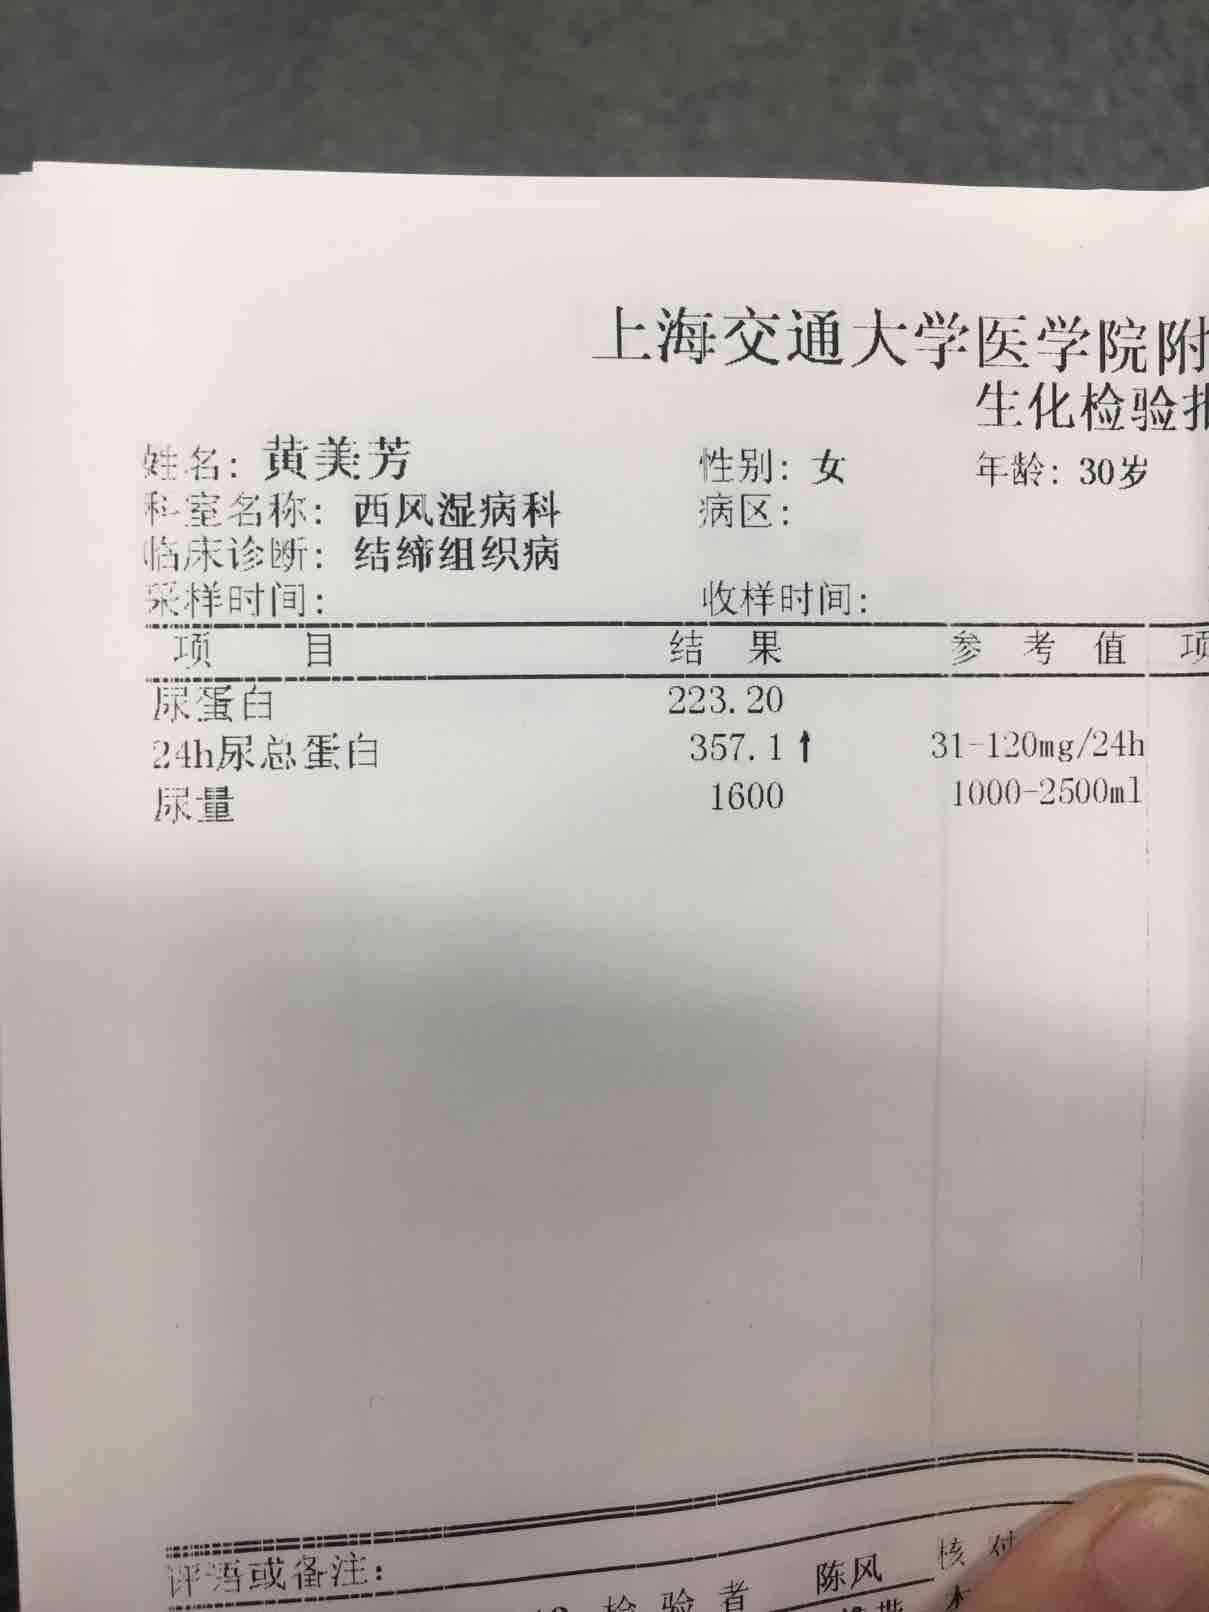 上海交通大学医学院附
生化检验报
姓名: 黄美芳 性别: 女 年龄: 30岁
科室名称: 西风湿病科 病区:
临床诊断: 结缔组织病
采样时间: 收样时间:
项 目 结 果 参 考 值 项
尿蛋白 223.20
24h尿总蛋白 357.1↑ 31-120mg/24h
尿量 1600 1000-2500ml
评语或备注:
检 验 者 陈风 核